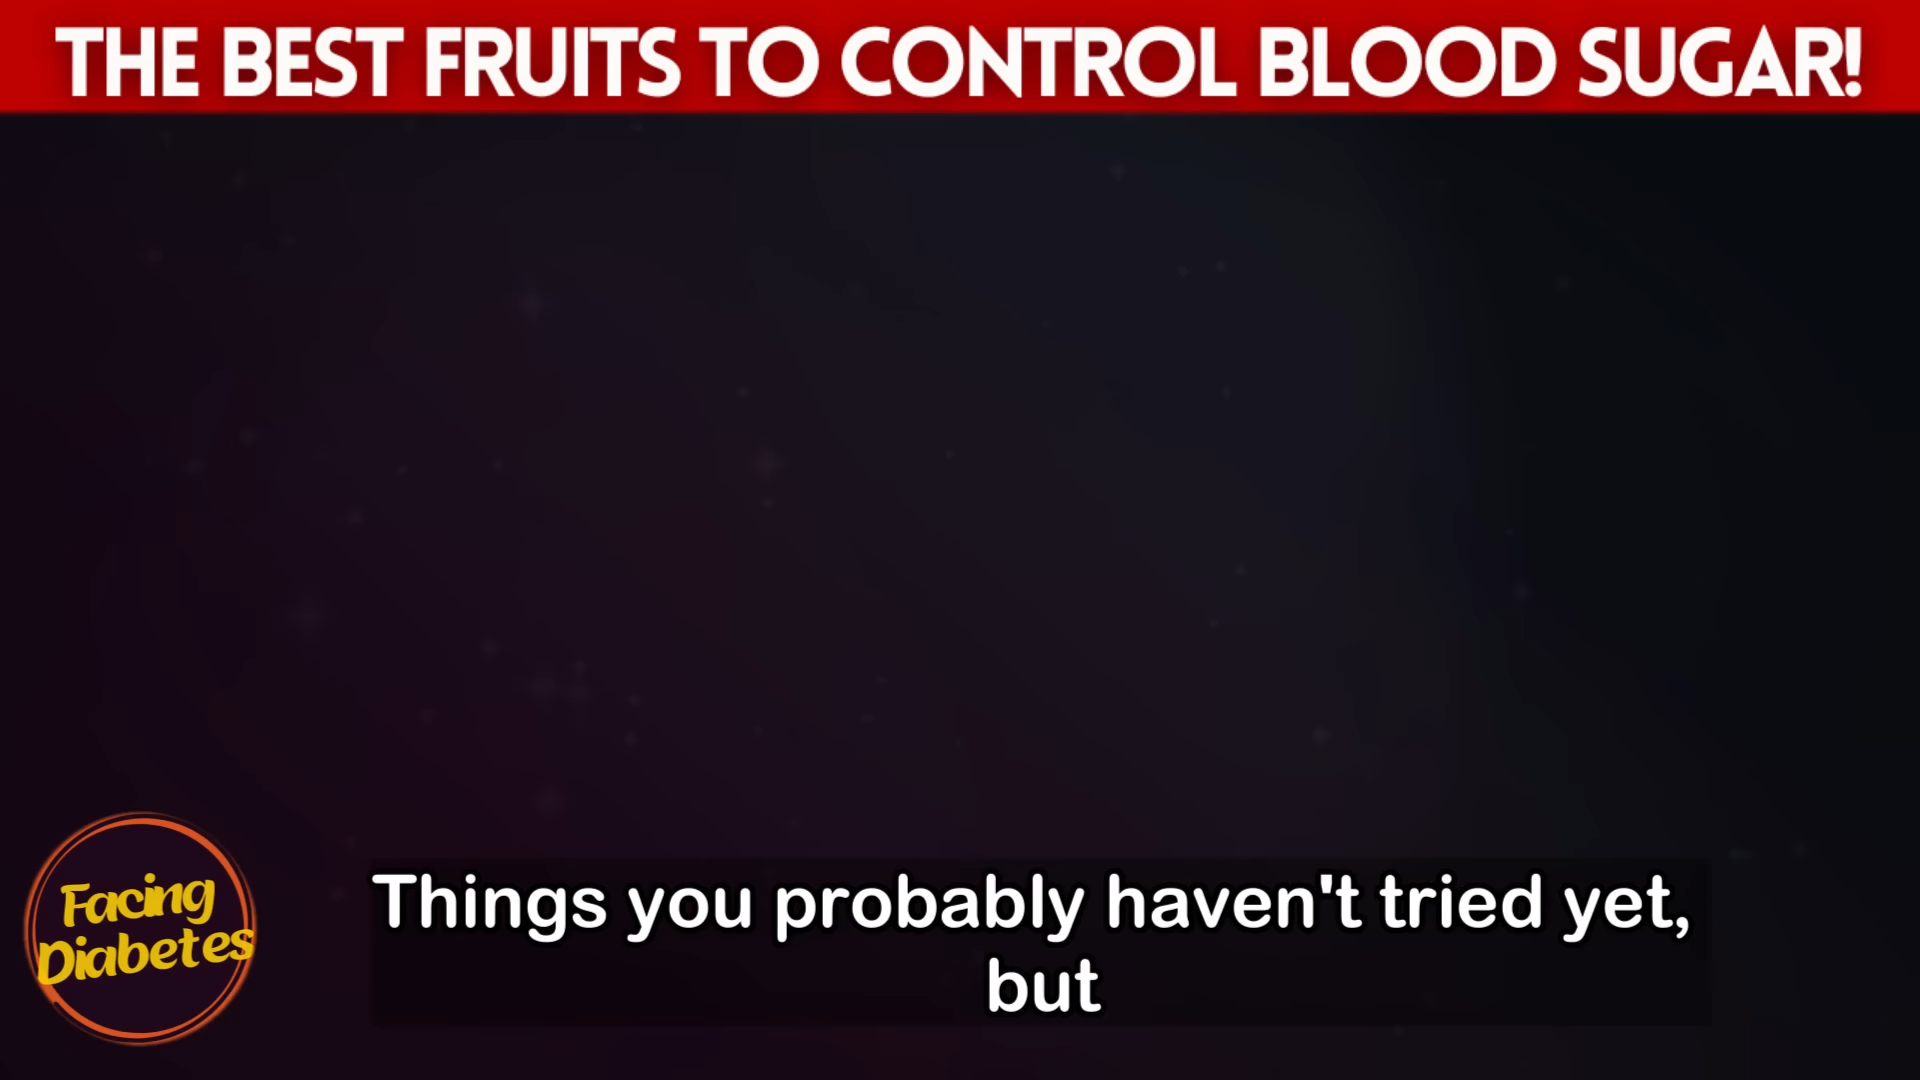 THE BEST FRUITS TO CONTROL BLOOD SUGAR!
Facing
Diabetes
Things you probably haven't tried yet,
but